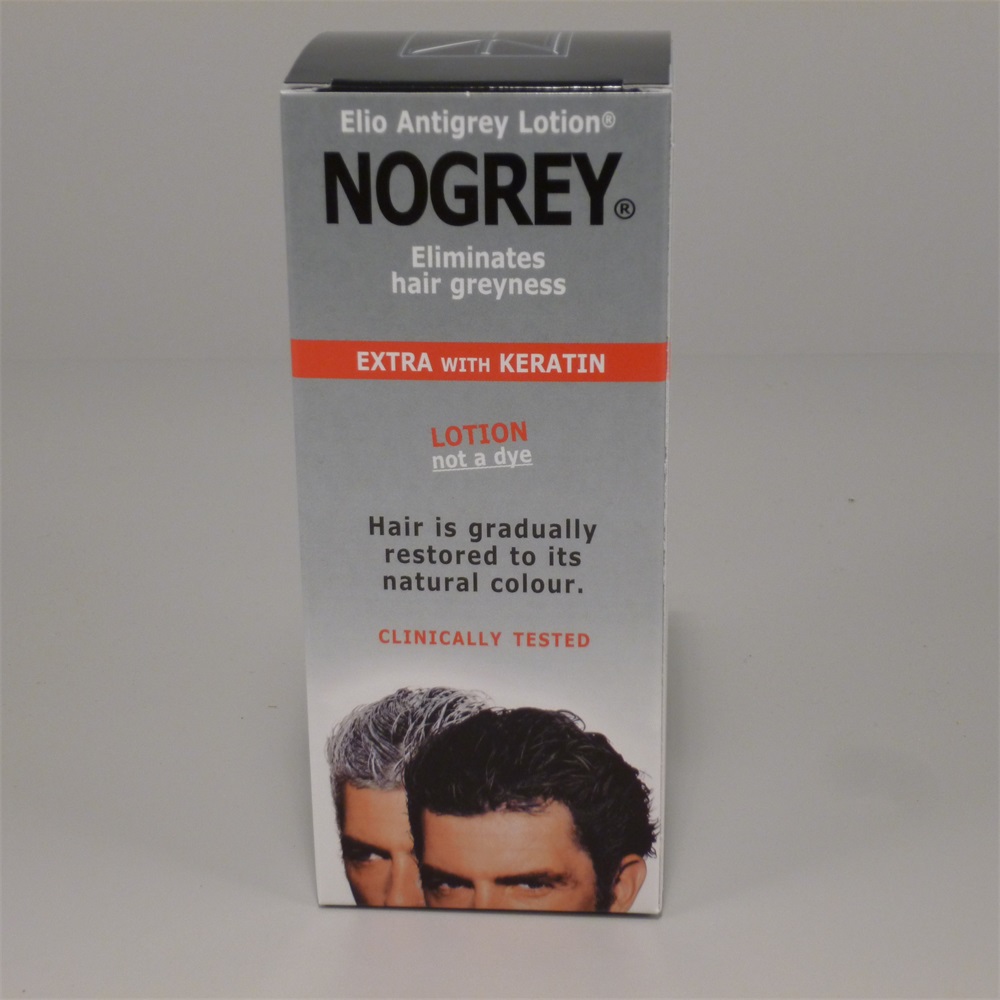 Elio Antigrey Lotion®
NOGREY®
Eliminates
hair greyness
EXTRA WITH KERATIN
LOTION
not a dye
Hair is gradually
restored to its
natural colour.
CLINICALLY TESTED